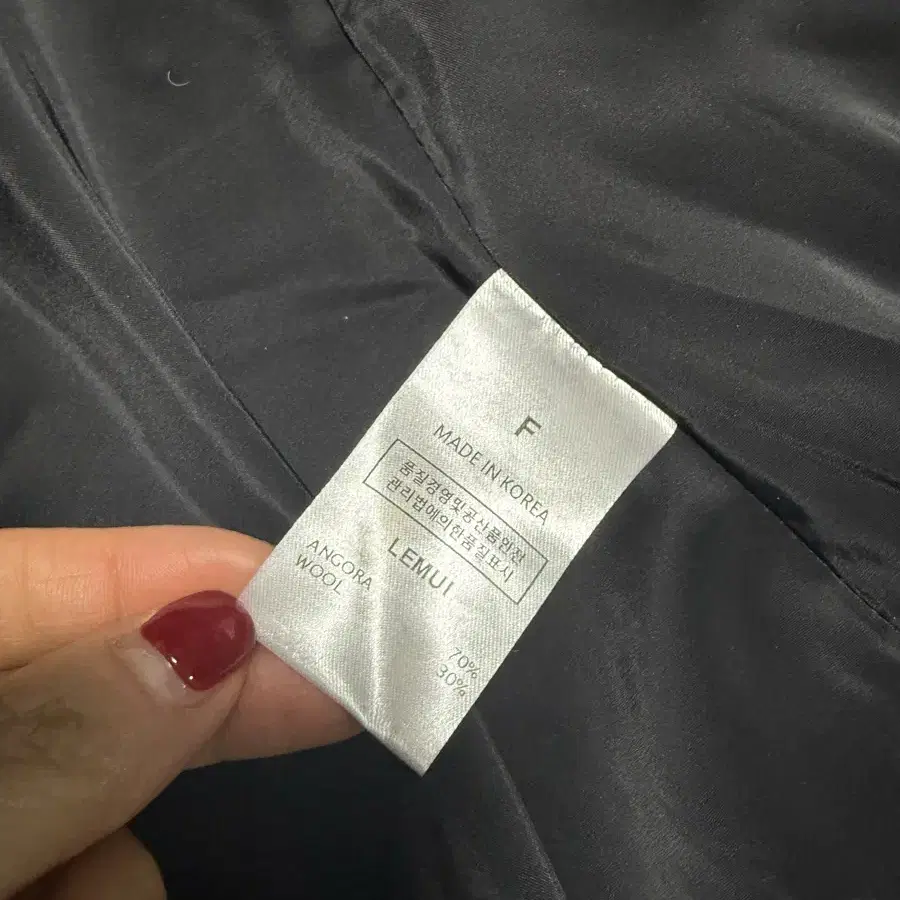 F
MADE IN KOREA
품질경영및공산품안전
관리법에의한품질표시
LEMUI
ANGORA 70%
WOOL 30%